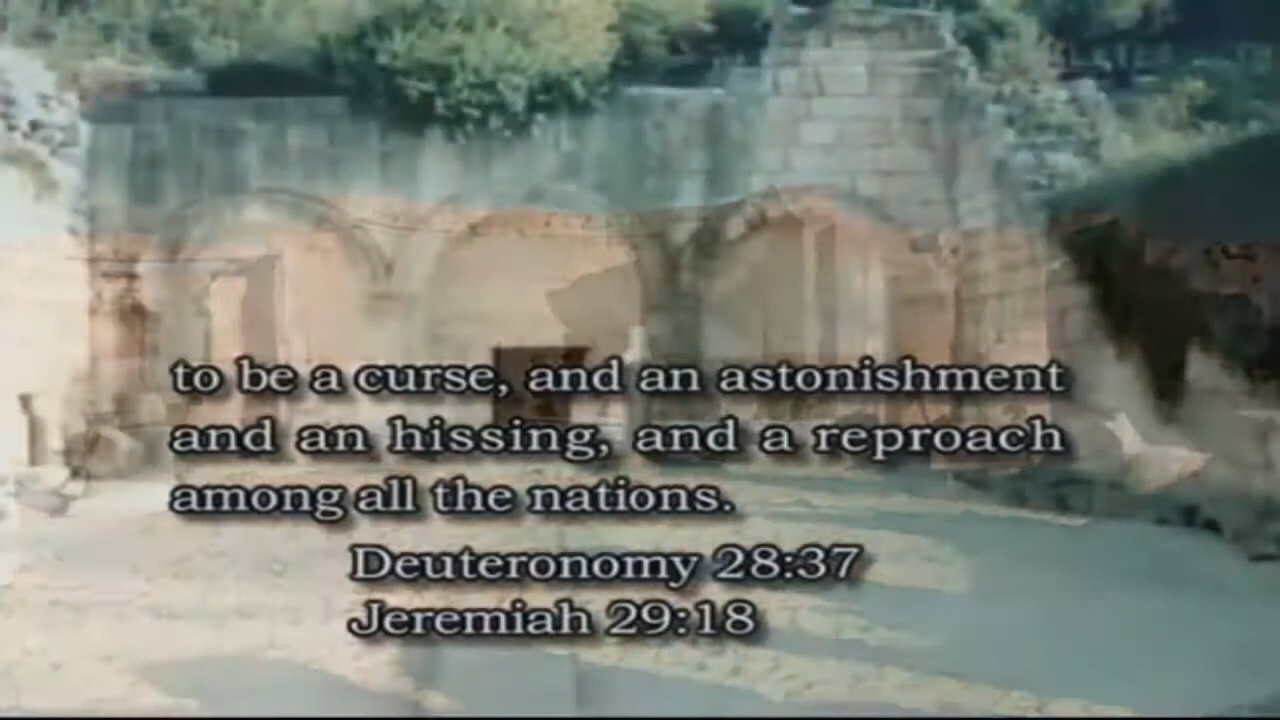 to be a curse, and an astonishment
and an hissing, and a reproach
among all the nations.
Deuteronomy 28:37
Jeremiah 29:18